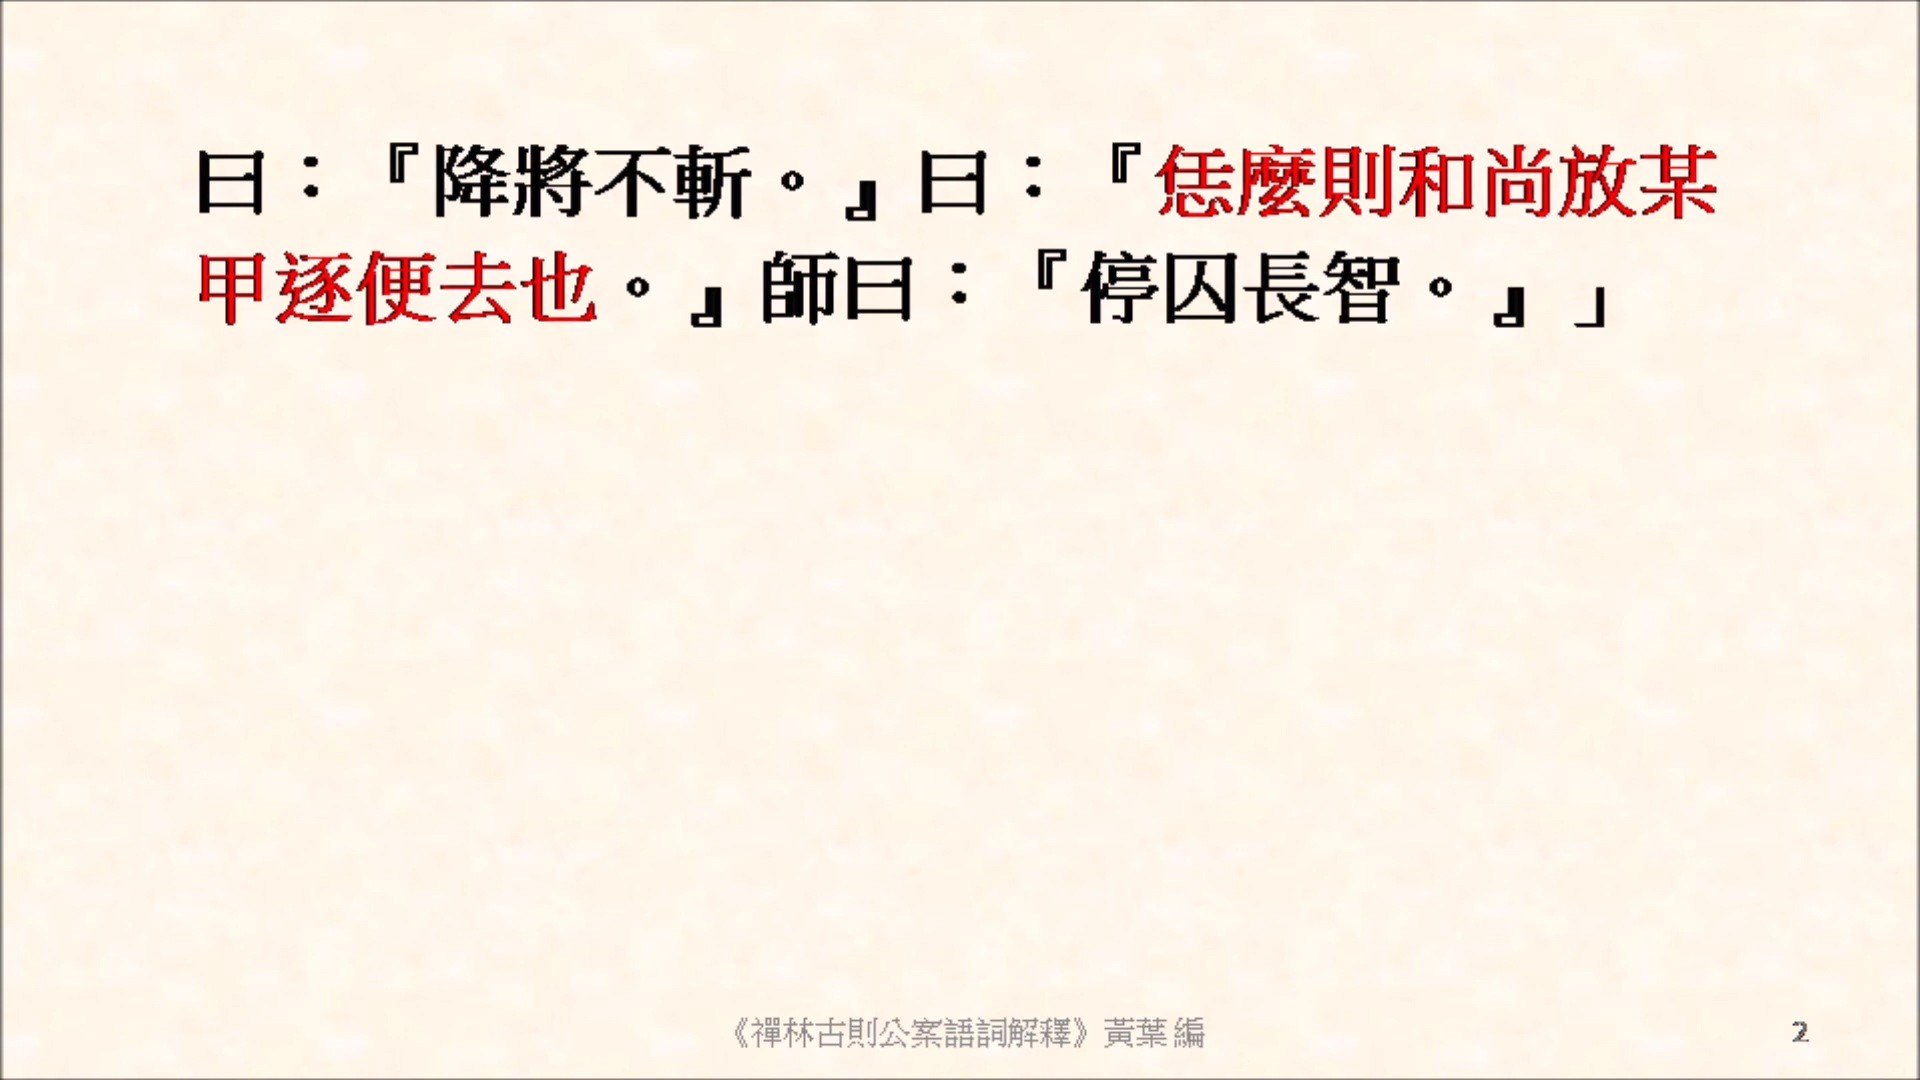 曰：『降將不斬。』曰：『恁麼則和尚放某
甲逐便去也。』師曰：『停囚長智。』」
《禪林古則公案語詞解釋》黃葉 編
2